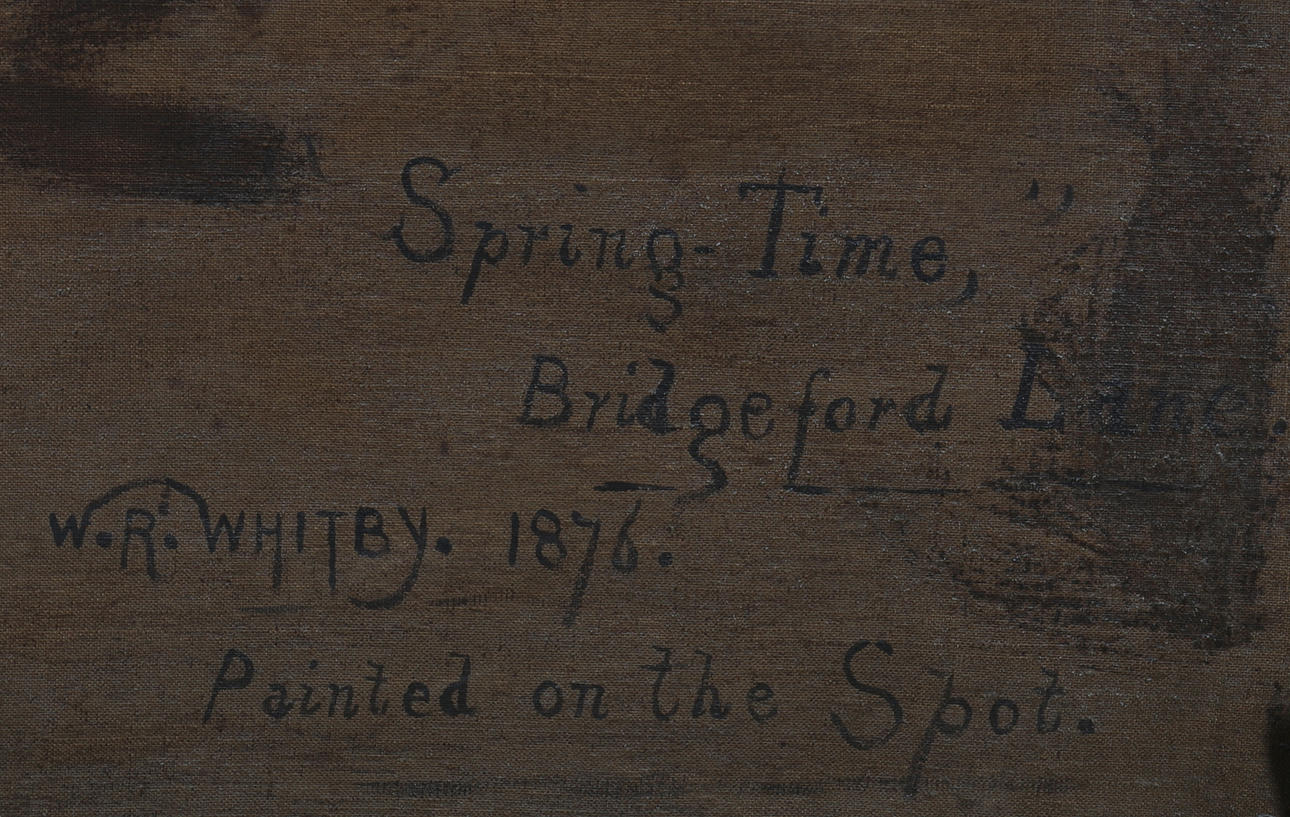 "Spring-Time,"
Bridgeford Lane.
W.R. WHITBY. 1876.
Painted on the Spot.